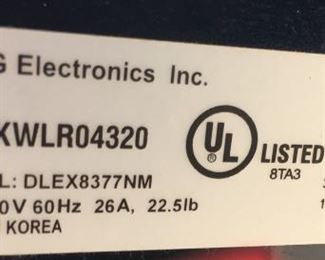 G Electronics Inc.
KWLR04320
UL ® LISTED
8TA3
L: DLEX8377NM
0V 60Hz 26A, 22.5lb
KOREA